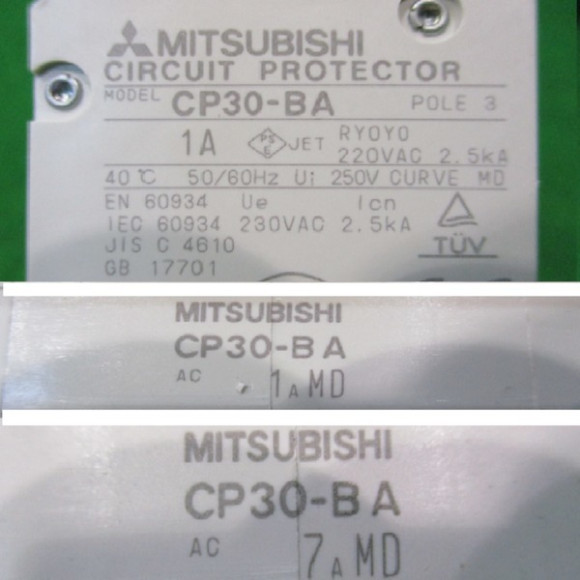 MITSUBISHI
CIRCUIT PROTECTOR
MODEL CP30-BA POLE 3
1A PS E JET RYOYO
220VAC 2.5kA
40℃ 50/60Hz Ui 250V CURVE MD
EN 60934 Ue Icn
IEC 60934 230VAC 2.5kA
JIS C 4610 TÜV
GB 17701
MITSUBISHI
CP30-BA
AC 1A MD
MITSUBISHI
CP30-BA
AC 7A MD